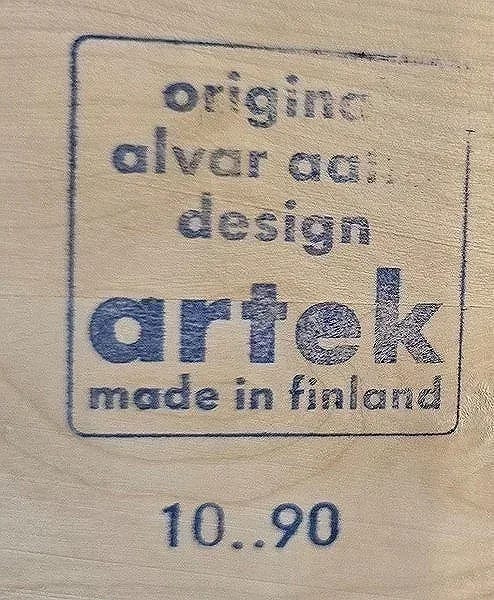 origina
alvar aa
design
artek
made in finland
10..90